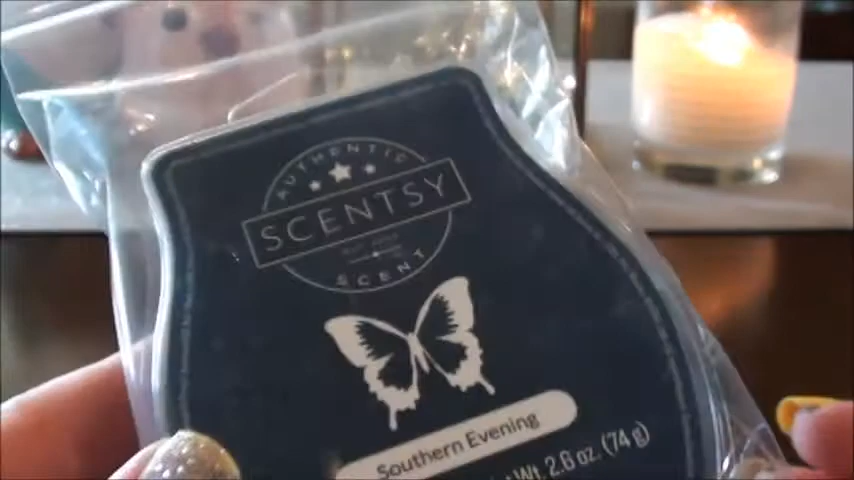 AUTHENTIC
SCENTSY
SCENT
Southern Evening
Wt. 2.6 oz. (74 g)